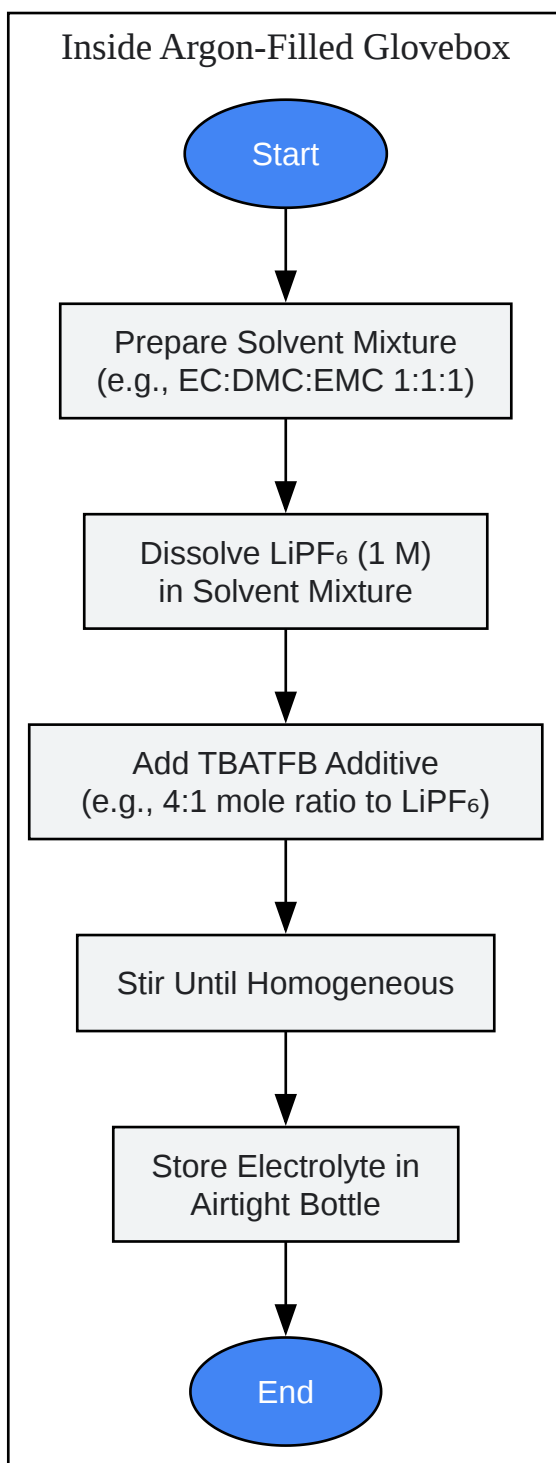 Inside Argon-Filled Glovebox
Start
Prepare Solvent Mixture
(e.g., EC:DMC:EMC 1:1:1)
Dissolve LiPF₆ (1 M)
in Solvent Mixture
Add TBATFB Additive
(e.g., 4:1 mole ratio to LiPF₆)
Stir Until Homogeneous
Store Electrolyte in
Airtight Bottle
End